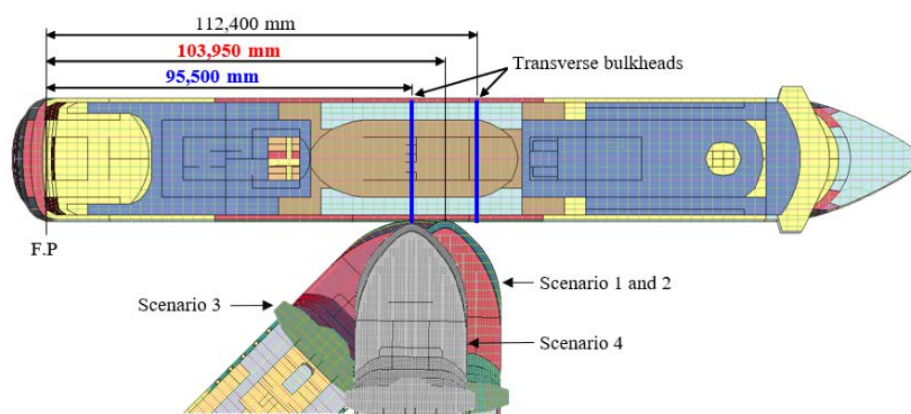 112,400 mm
103,950 mm
95,500 mm
Transverse bulkheads
F.P
Scenario 1 and 2
Scenario 3
Scenario 4